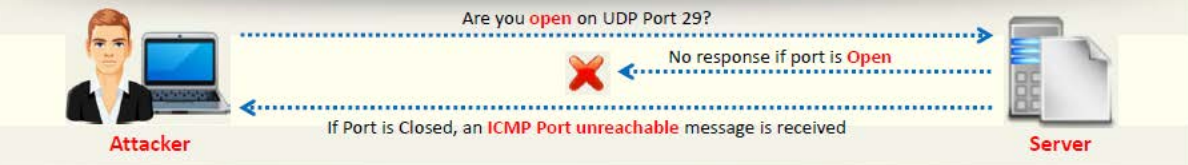 Are you open on UDP Port 29?
No response if port is Open
If Port is Closed, an ICMP Port unreachable message is received
Attacker
Server